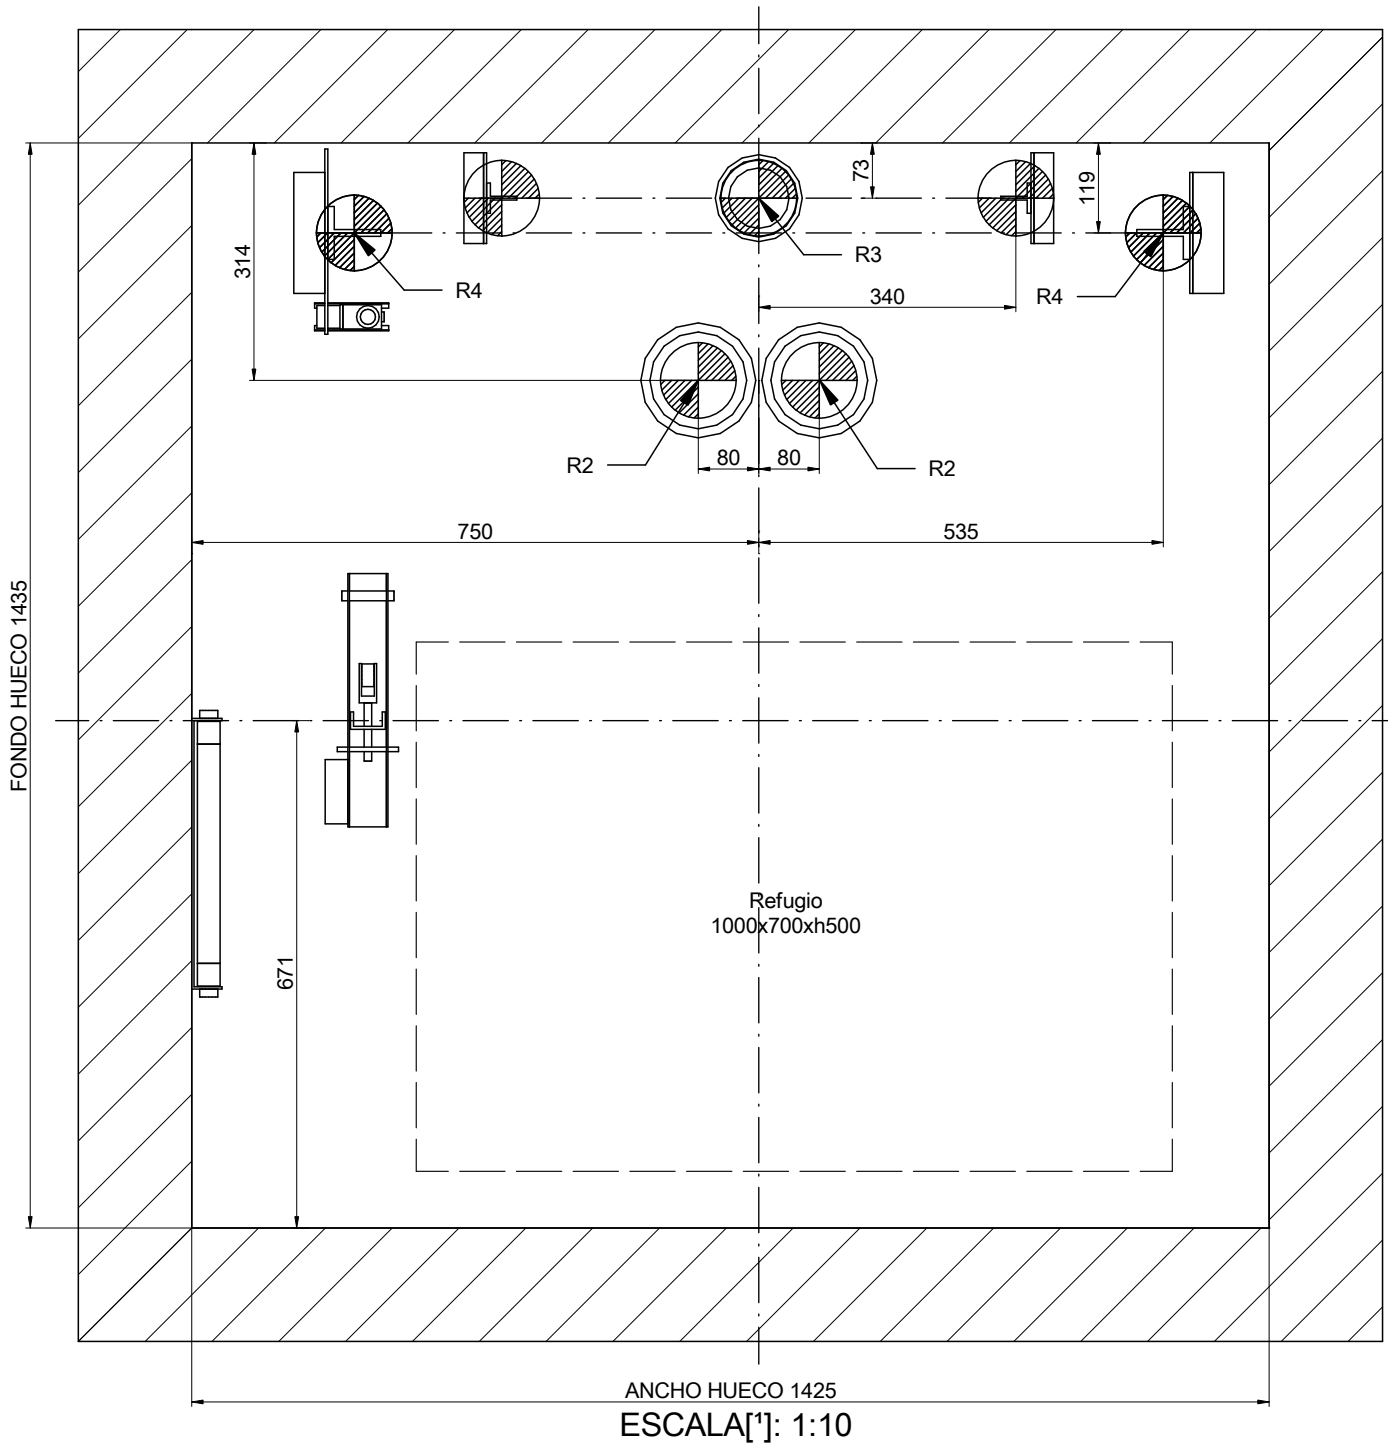 73
119
314
R3
R4
340
R4
R2
80
80
R2
750
535
FONDO HUECO 1435
Refugio
1000x700xh500
671
ANCHO HUECO 1425
ESCALA[¹]: 1:10